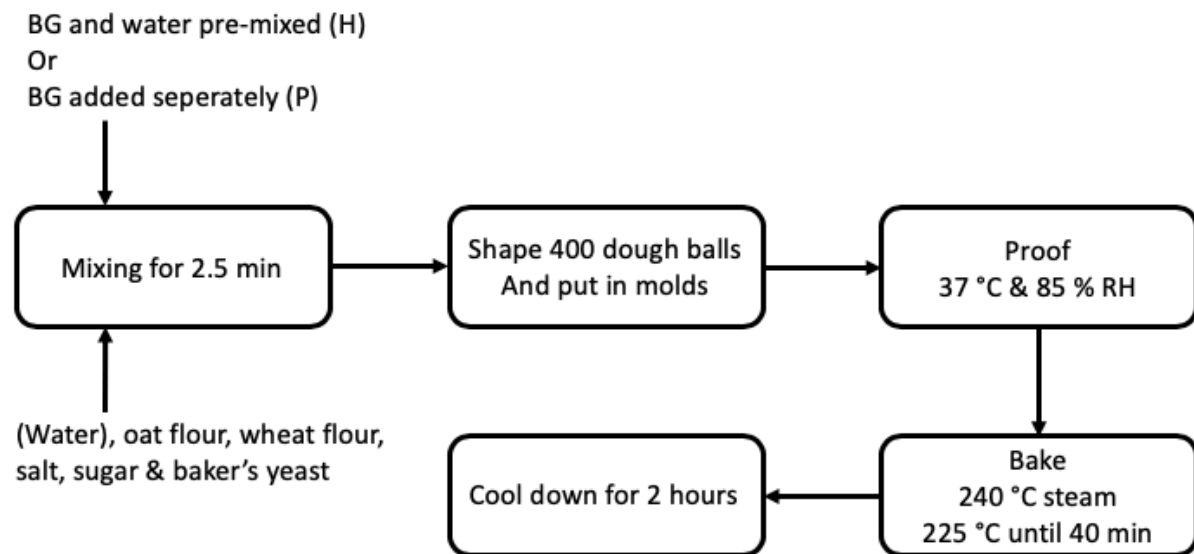 BG and water pre-mixed (H)
Or
BG added seperately (P)
Mixing for 2.5 min
Shape 400 dough balls
And put in molds
Proof
37 °C & 85 % RH
(Water), oat flour, wheat flour,
salt, sugar & baker’s yeast
Cool down for 2 hours
Bake
240 °C steam
225 °C until 40 min